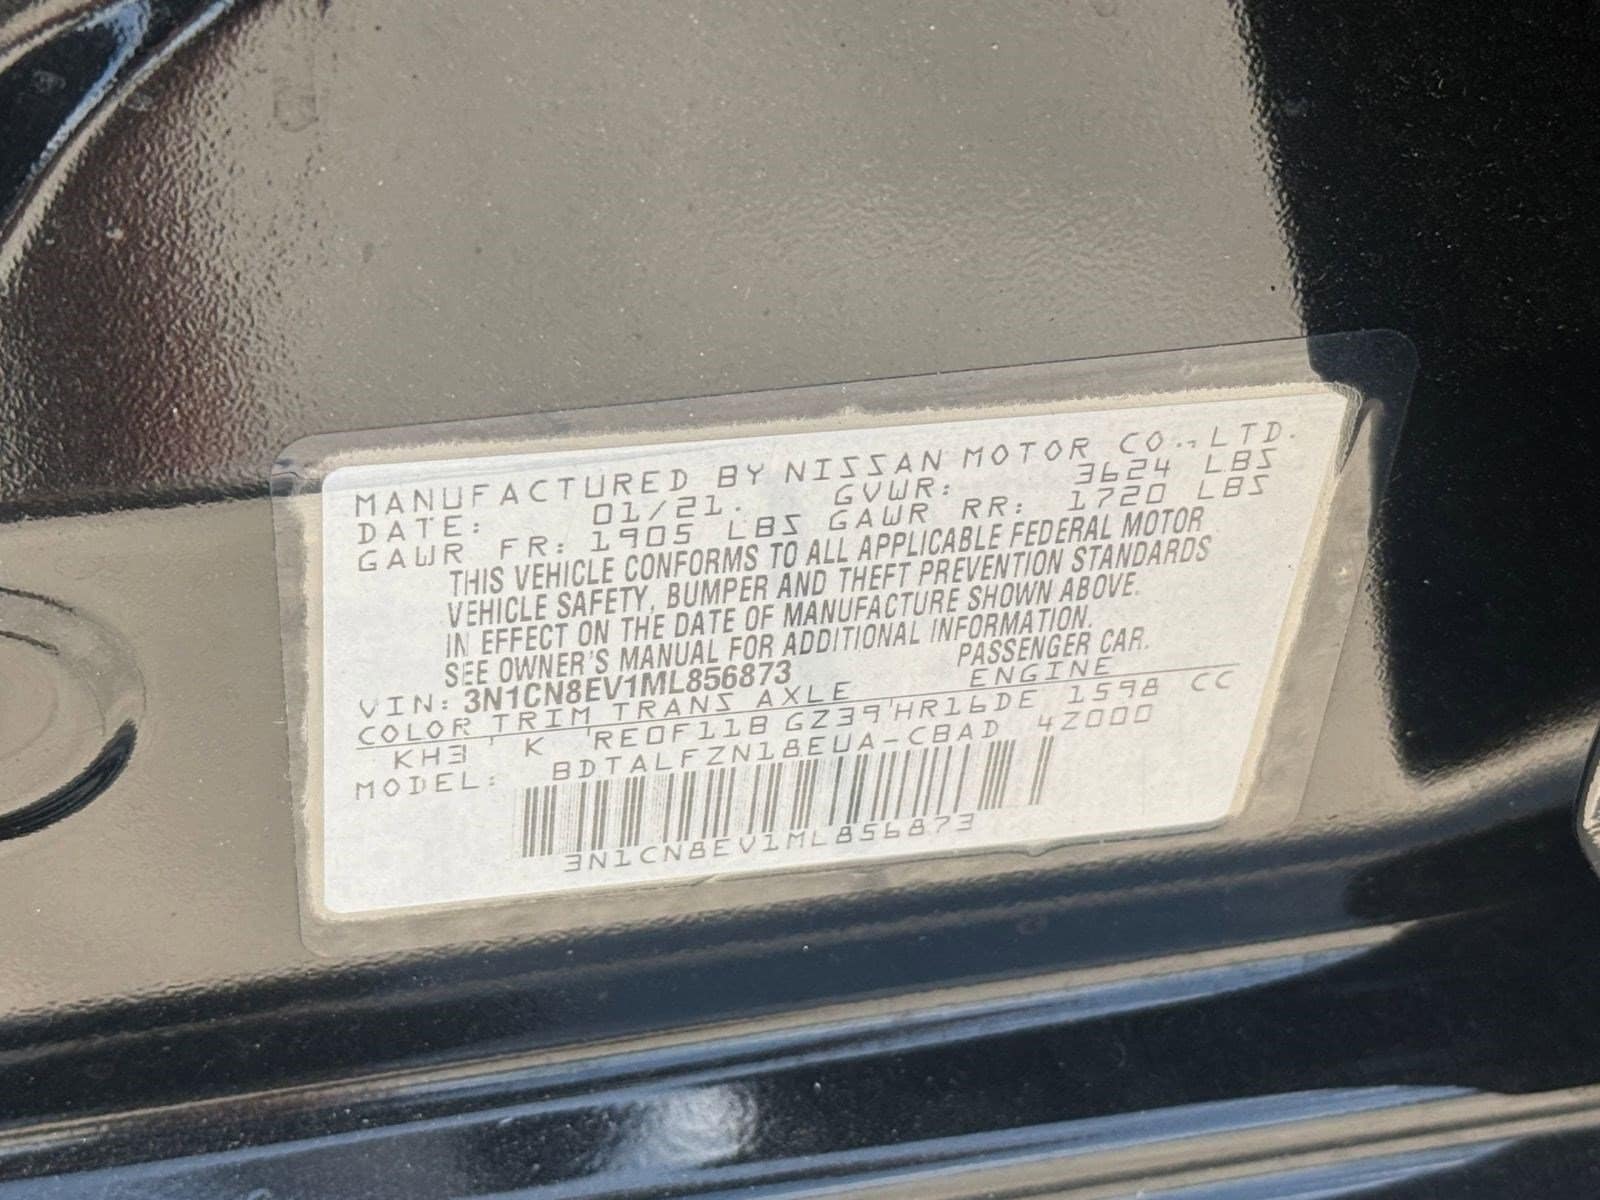 MANUFACTURED BY NISSAN MOTOR CO., LTD.
DATE: 01/21. GVWR: 3624 LBS
GAWR FR: 1905 LBS GAWR RR: 1720 LBS
THIS VEHICLE CONFORMS TO ALL APPLICABLE FEDERAL MOTOR
VEHICLE SAFETY, BUMPER AND THEFT PREVENTION STANDARDS
IN EFFECT ON THE DATE OF MANUFACTURE SHOWN ABOVE.
SEE OWNER'S MANUAL FOR ADDITIONAL INFORMATION.
VIN: 3N1CN8EV1ML856873 PASSENGER CAR.
COLOR TRIM TRANS AXLE ENGINE
KH3 K RE0F11B GZ39 HR16DE 1598 CC
MODEL: BDTALFZN18EUA-CBAD 4Z000
3N1CN8EV1ML856873